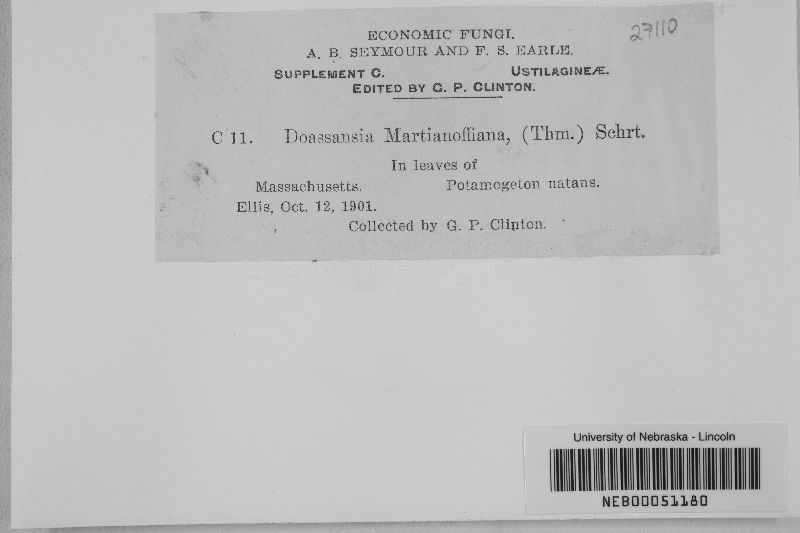 27110
ECONOMIC FUNGI.
A. B. SEYMOUR AND F. S. EARLE.
SUPPLEMENT C. USTILAGINEÆ.
EDITED BY G. P. CLINTON.
C 11. Doassansia Martianoffiana, (Thm.) Schrt.
In leaves of
Massachusetts. Potamogeton natans.
Ellis, Oct. 12, 1901.
Collected by G. P. Clinton.
University of Nebraska - Lincoln
NEB00051180